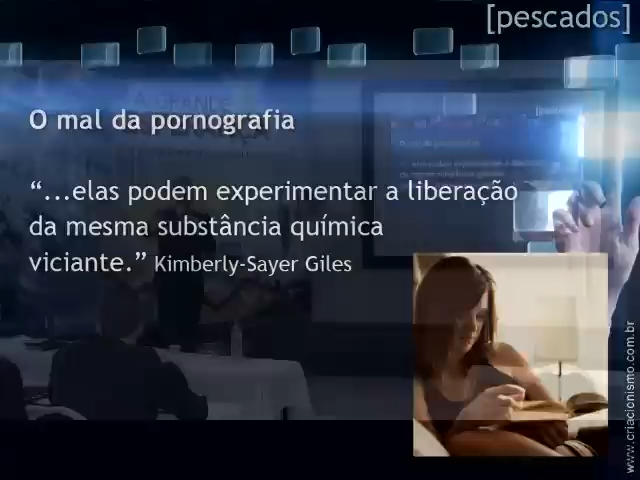 [pescados]
O mal da pornografia
“...elas podem experimentar a liberação
da mesma substância química
viciante.” Kimberly-Sayer Giles
www.criacionismo.com.br